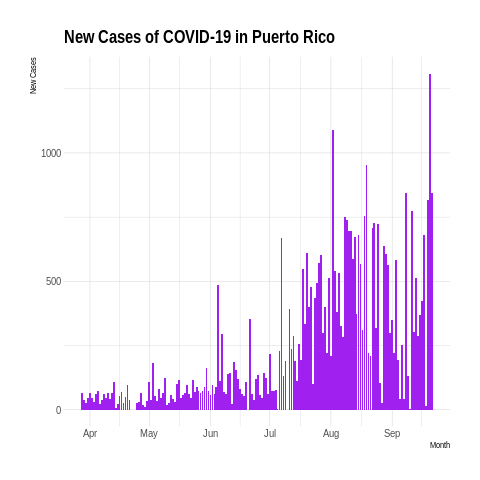 New Cases of COVID-19 in Puerto Rico
New Cases
1000
500
0
Apr May Jun Jul Aug Sep
Month